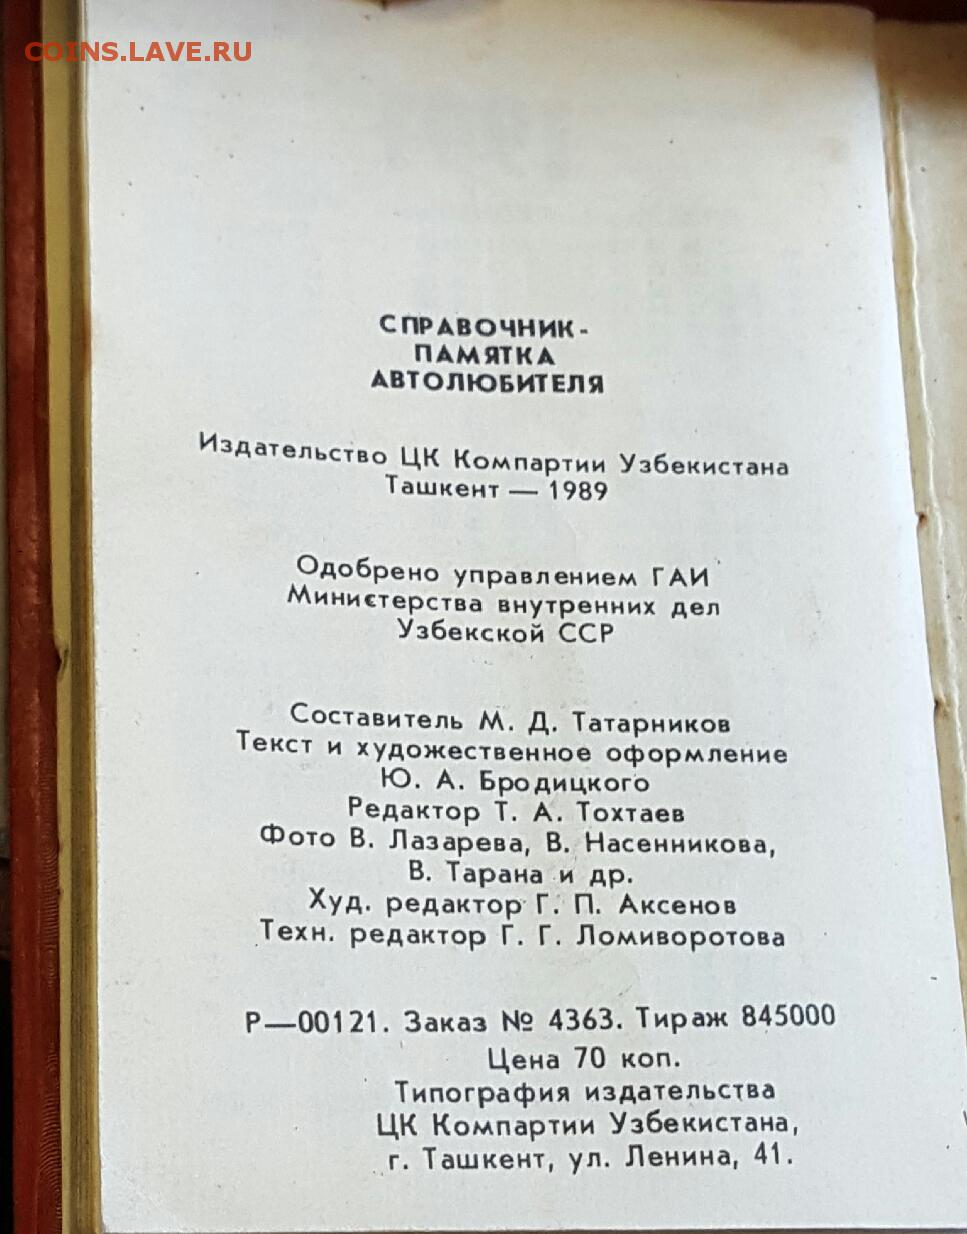 COINS.LAVE.RU
СПРАВОЧНИК-
ПАМЯТКА
АВТОЛЮБИТЕЛЯ
Издательство ЦК Компартии Узбекистана
Ташкент — 1989
Одобрено управлением ГАИ
Министерства внутренних дел
Узбекской ССР
Составитель М. Д. Татарников
Текст и художественное оформление
Ю. А. Бродицкого
Редактор Т. А. Тохтаев
Фото В. Лазарева, В. Насенникова,
В. Тарана и др.
Худ. редактор Г. П. Аксенов
Техн. редактор Г. Г. Ломиворотова
Р—00121. Заказ № 4363. Тираж 845000
Цена 70 коп.
Типография издательства
ЦК Компартии Узбекистана,
г. Ташкент, ул. Ленина, 41.